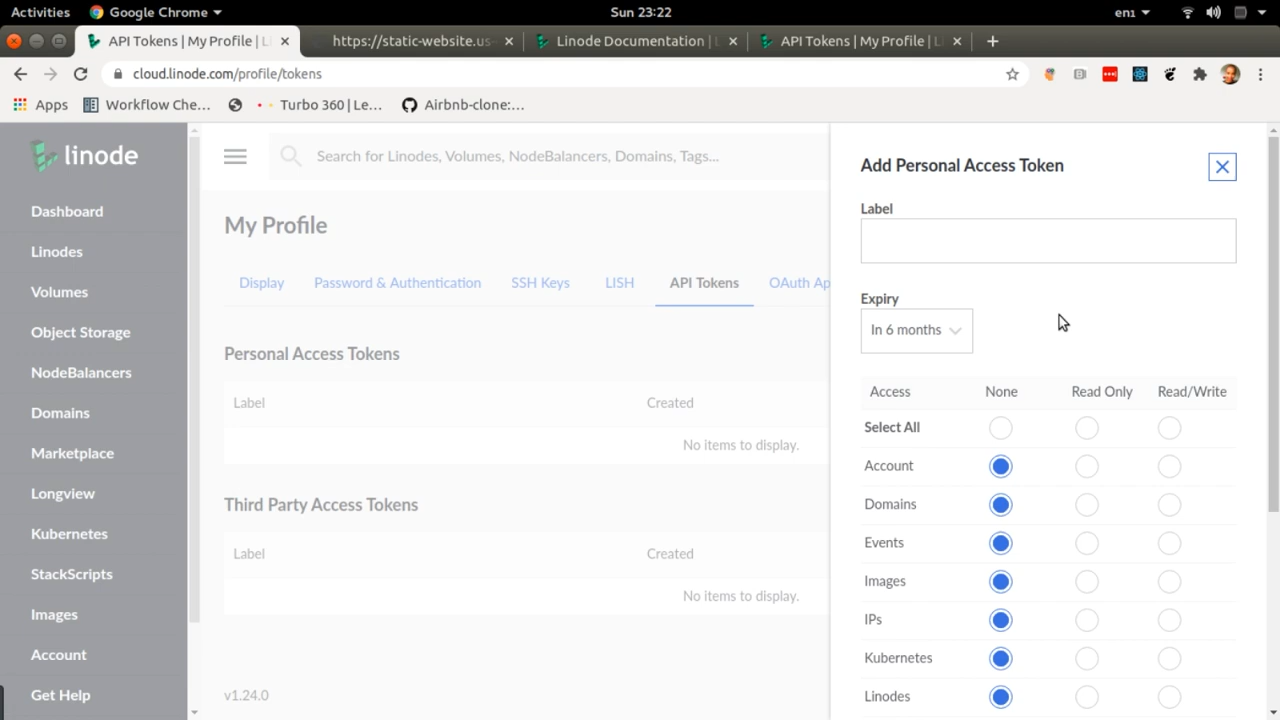 Activities Google Chrome Sun 23:22 en1
API Tokens | My Profile | Li https://static-website.us- Linode Documentation | L API Tokens | My Profile | Li
cloud.linode.com/profile/tokens
Apps Workflow Che... Turbo 360 | Le... Airbnb-clone:...
linode
Dashboard
Linodes
Volumes
Object Storage
NodeBalancers
Domains
Marketplace
Longview
Kubernetes
StackScripts
Images
Account
Get Help
Search for Linodes, Volumes, NodeBalancers, Domains, Tags...
My Profile
Display Password & Authentication SSH Keys LISH API Tokens OAuth Ap
Personal Access Tokens
Label Created
No items to display.
Third Party Access Tokens
Label Created
No items to display.
v1.24.0
Add Personal Access Token
Label
Expiry
In 6 months
Access None Read Only Read/Write
Select All
Account
Domains
Events
Images
IPs
Kubernetes
Linodes